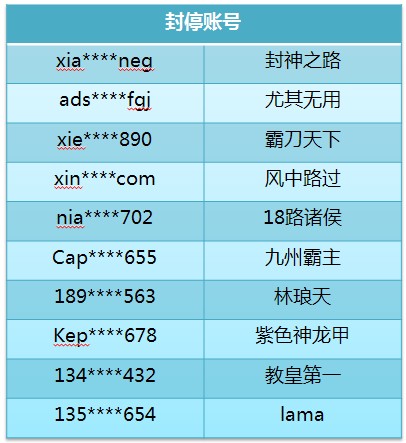 封停账号
xia****neg 封神之路
ads****fgj 尤其无用
xie****890 霸刀天下
xin****com 风中路过
nia****702 18路诸侯
Cap****655 九州霸主
189****563 林琅天
Kep****678 紫色神龙甲
134****432 教皇第一
135****654 lama